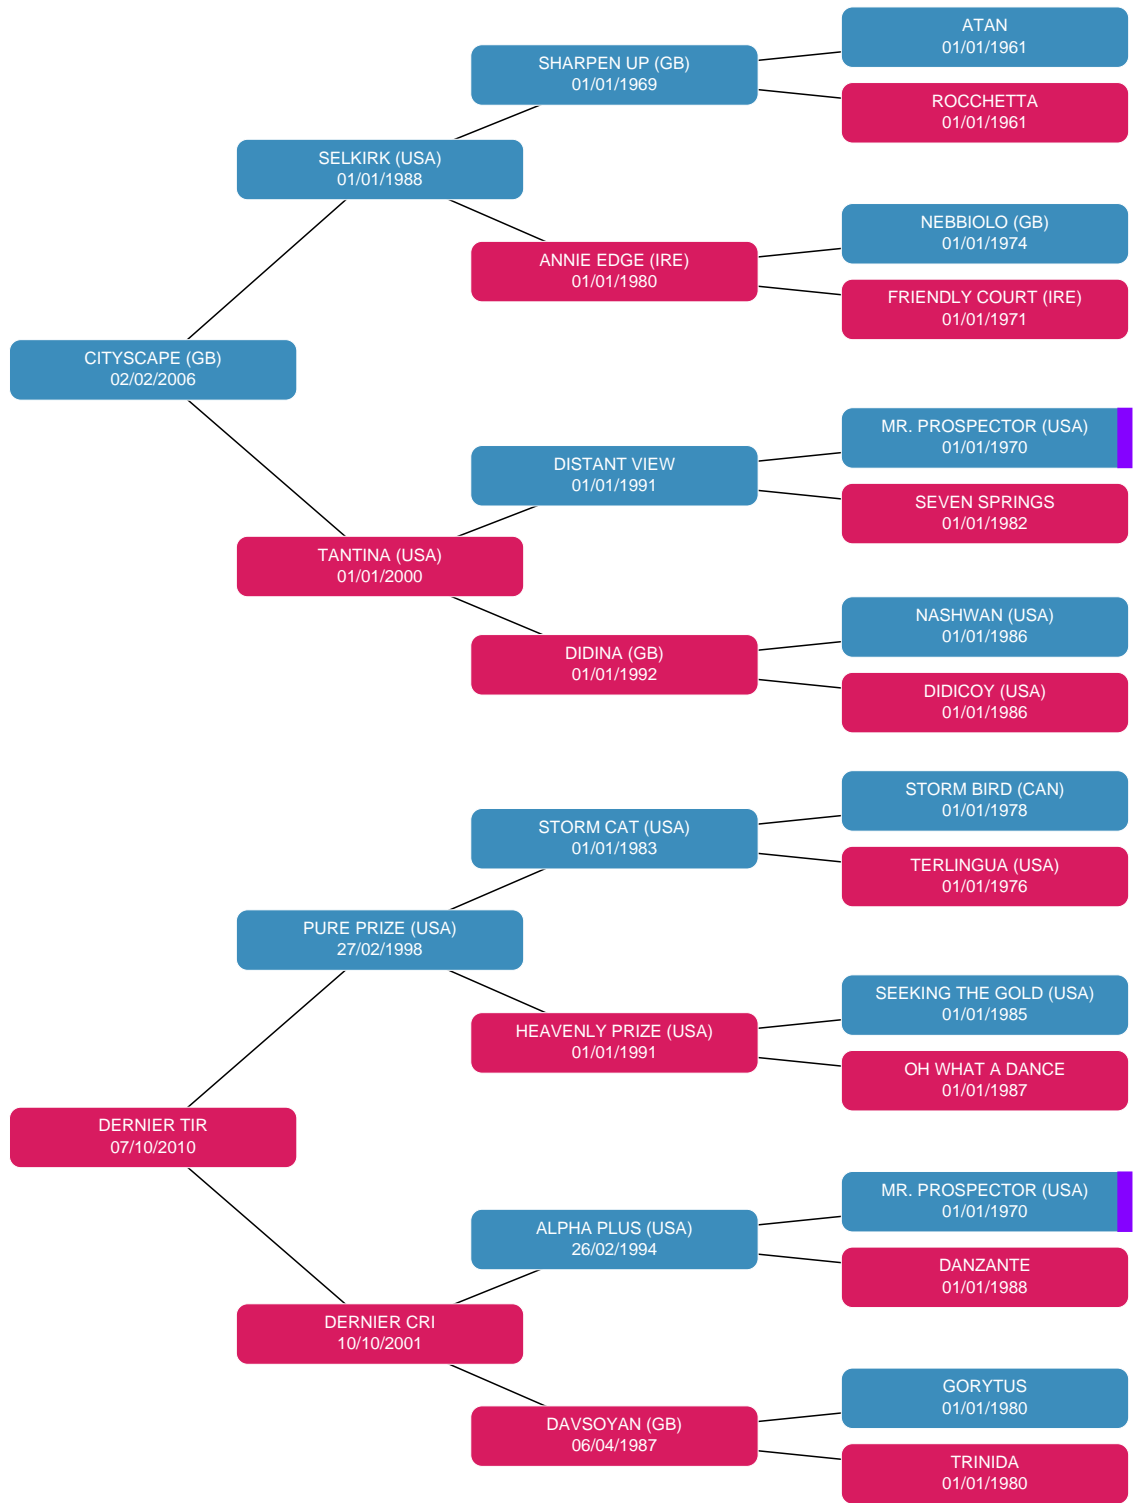 ATAN
01/01/1961
SHARPEN UP (GB)
01/01/1969
ROCCHETTA
01/01/1961
SELKIRK (USA)
01/01/1988
NEBBIOLO (GB)
01/01/1974
ANNIE EDGE (IRE)
01/01/1980
FRIENDLY COURT (IRE)
01/01/1971
CITYSCAPE (GB)
02/02/2006
MR. PROSPECTOR (USA)
01/01/1970
DISTANT VIEW
01/01/1991
SEVEN SPRINGS
01/01/1982
TANTINA (USA)
01/01/2000
NASHWAN (USA)
01/01/1986
DIDINA (GB)
01/01/1992
DIDICOY (USA)
01/01/1986
STORM BIRD (CAN)
01/01/1978
STORM CAT (USA)
01/01/1983
TERLINGUA (USA)
01/01/1976
PURE PRIZE (USA)
27/02/1998
SEEKING THE GOLD (USA)
01/01/1985
HEAVENLY PRIZE (USA)
01/01/1991
OH WHAT A DANCE
01/01/1987
DERNIER TIR
07/10/2010
MR. PROSPECTOR (USA)
01/01/1970
ALPHA PLUS (USA)
26/02/1994
DANZANTE
01/01/1988
DERNIER CRI
10/10/2001
GORYTUS
01/01/1980
DAVSOYAN (GB)
06/04/1987
TRINIDA
01/01/1980